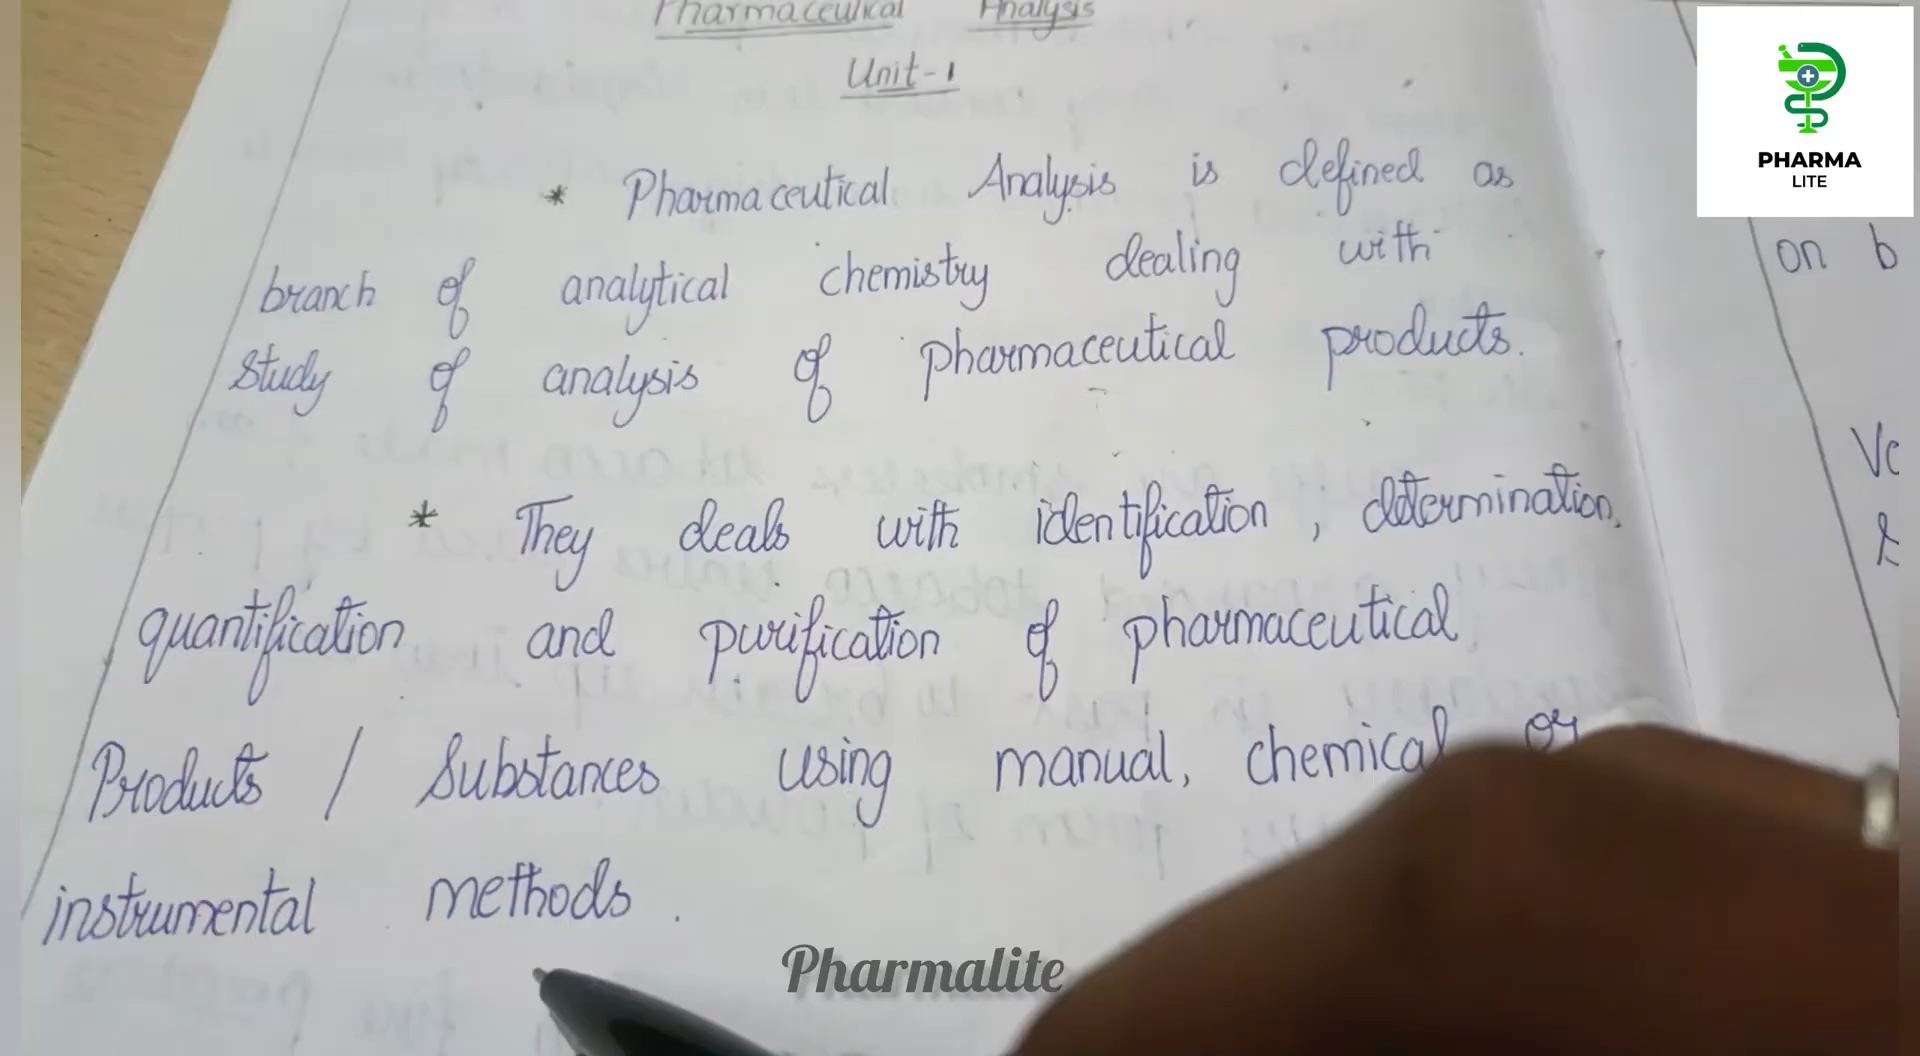 Pharmaceutical Analysis
Unit-1
* Pharmaceutical Analysis is defined as
branch of analytical chemistry dealing with
Study of analysis of pharmaceutical products.
* They deals with identification, determination,
quantification and purification of pharmaceutical
Products / Substances using manual, chemical or
instrumental methods.
on b
PHARMA
LITE
Pharmalite